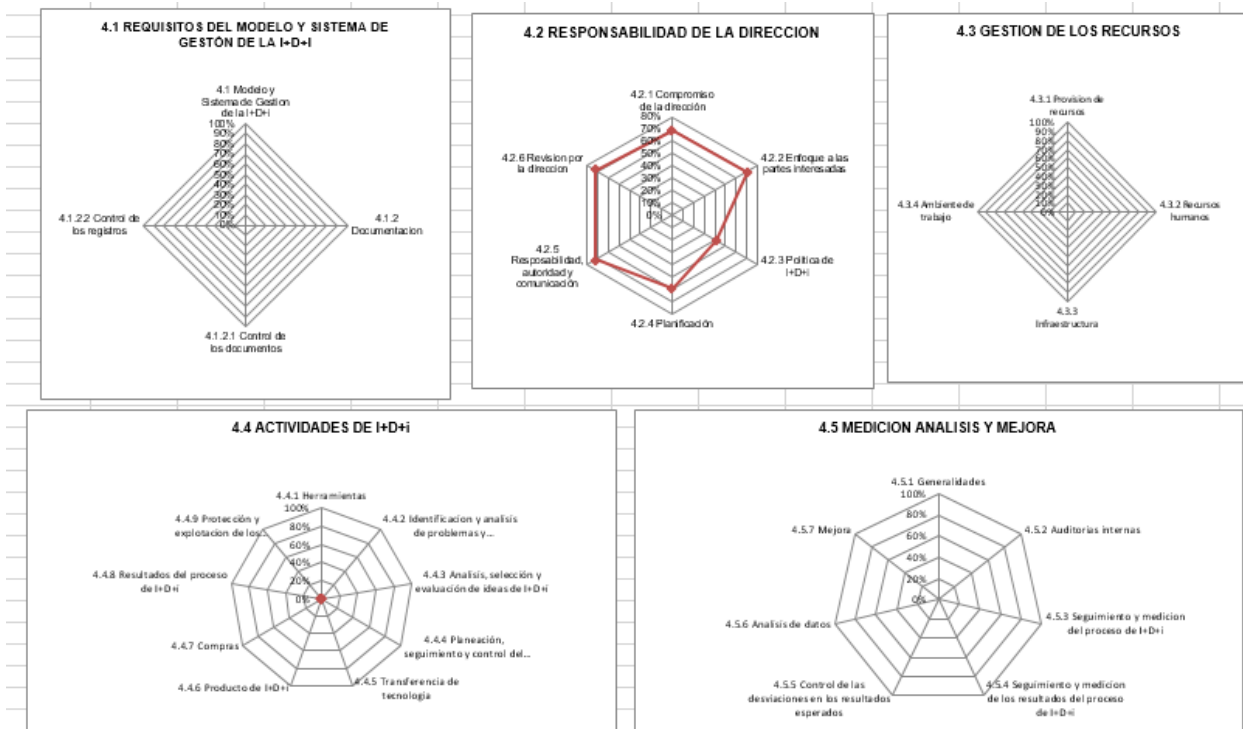 4.1 REQUISITOS DEL MODELO Y SISTEMA DE
GESTÓN DE LA I+D+I
4.1 Modelo y
Sistema de Gestion
de la I+D+i
100%
90%
80%
70%
60%
50%
40%
30%
20%
10%
0%
4.1.2.2 Control de
los registros
4.1.2
Documentacion
4.1.2.1 Control de
los documentos
4.2 RESPONSABILIDAD DE LA DIRECCION
4.2.1 Compromiso
de la dirección
80%
70%
60%
50%
40%
30%
20%
10%
0%
4.2.6 Revision por
la direccion
4.2.2 Enfoque a las
partes interesadas
4.2.5
Resposabilidad,
autoridad y
comunicación
4.2.3 Politica de
I+D+i
4.2.4 Planificación
4.3 GESTION DE LOS RECURSOS
4.3.1 Provision de
recursos
100%
90%
80%
70%
60%
50%
40%
30%
20%
10%
0%
4.3.4 Ambiente de
trabajo
4.3.2 Recursos
humanos
4.3.3
Infraestructura
4.4 ACTIVIDADES DE I+D+i
4.4.1 Herramientas
100%
80%
60%
40%
20%
0%
4.4.9 Protección y
explotacion de los...
4.4.2 Identificacion y analisis
de problemas y...
4.4.8 Resultados del proceso
de I+D+i
4.4.3 Analisis, selección y
evaluación de ideas de I+D+i
4.4.7 Compras
4.4.4 Planeación,
seguimiento y control del...
4.4.6 Producto de I+D+i
4.4.5 Transferencia de
tecnologia
4.5 MEDICION ANALISIS Y MEJORA
4.5.1 Generalidades
100%
80%
60%
40%
20%
0%
4.5.7 Mejora
4.5.2 Auditorias internas
4.5.6 Analisis de datos
4.5.3 Seguimiento y medicion
del proceso de I+D+i
4.5.5 Control de las
desviaciones en los resultados
esperados
4.5.4 Seguimiento y medicion
de los resultados del proceso
de I+D+i